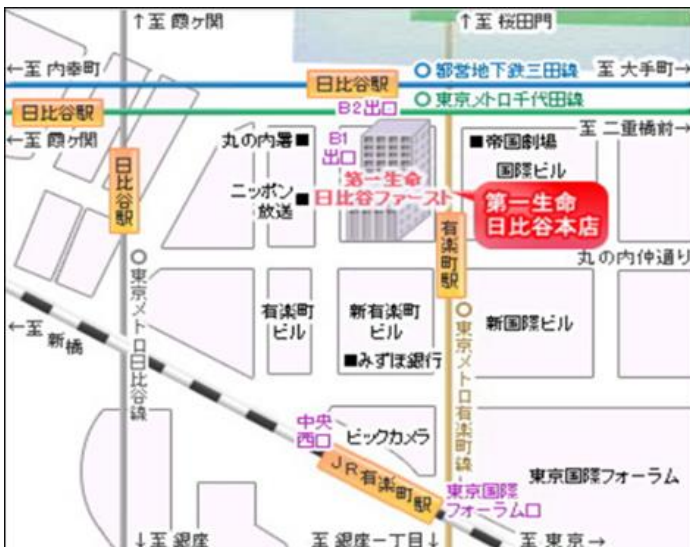 ↑至 霞ヶ関
↑至 桜田門
←至 内幸町
日比谷駅
都営地下鉄三田線
至 大手町→
日比谷駅
B2出口
東京メトロ千代田線
←至 霞ヶ関
至 二重橋前→
丸の内署■
B1
出口
■帝国劇場
国際ビル
日比谷駅
ニッポン
放送
■
第一生命
日比谷ファースト
第一生命
日比谷本店
有楽町駅
丸の内仲通り
東京メトロ日比谷線
有楽町
ビル
新有楽町
ビル
■みずほ銀行
東京メトロ有楽町線
新国際ビル
←至 新橋
中央
西口
ビックカメラ
JR有楽町駅
東京国際
フォーラム口
東京国際フォーラム
↓至 銀座
至 銀座一丁目↓
至 東京→